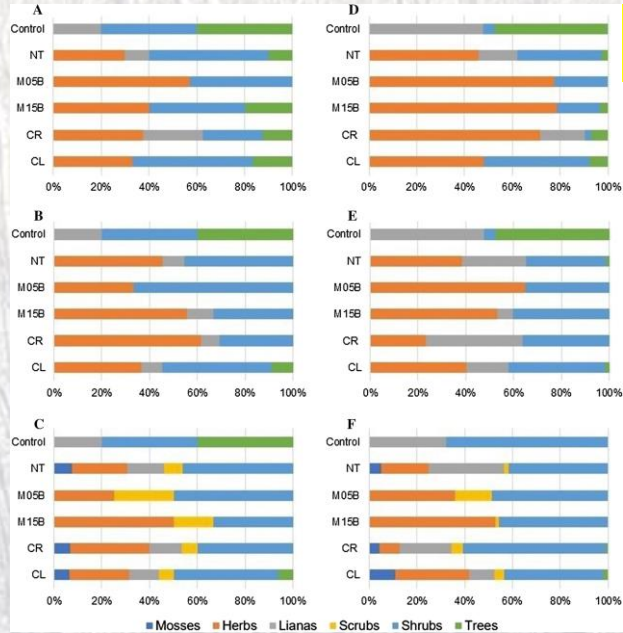 A
Control
NT
M05B
M15B
CR
CL
0% 20% 40% 60% 80% 100%
D
Control
NT
M05B
M15B
CR
CL
0% 20% 40% 60% 80% 100%
B
Control
NT
M05B
M15B
CR
CL
0% 20% 40% 60% 80% 100%
E
Control
NT
M05B
M15B
CR
CL
0% 20% 40% 60% 80% 100%
C
Control
NT
M05B
M15B
CR
CL
0% 20% 40% 60% 80% 100%
F
Control
NT
M05B
M15B
CR
CL
0% 20% 40% 60% 80% 100%
Mosses Herbs Lianas Scrubs Shrubs Trees